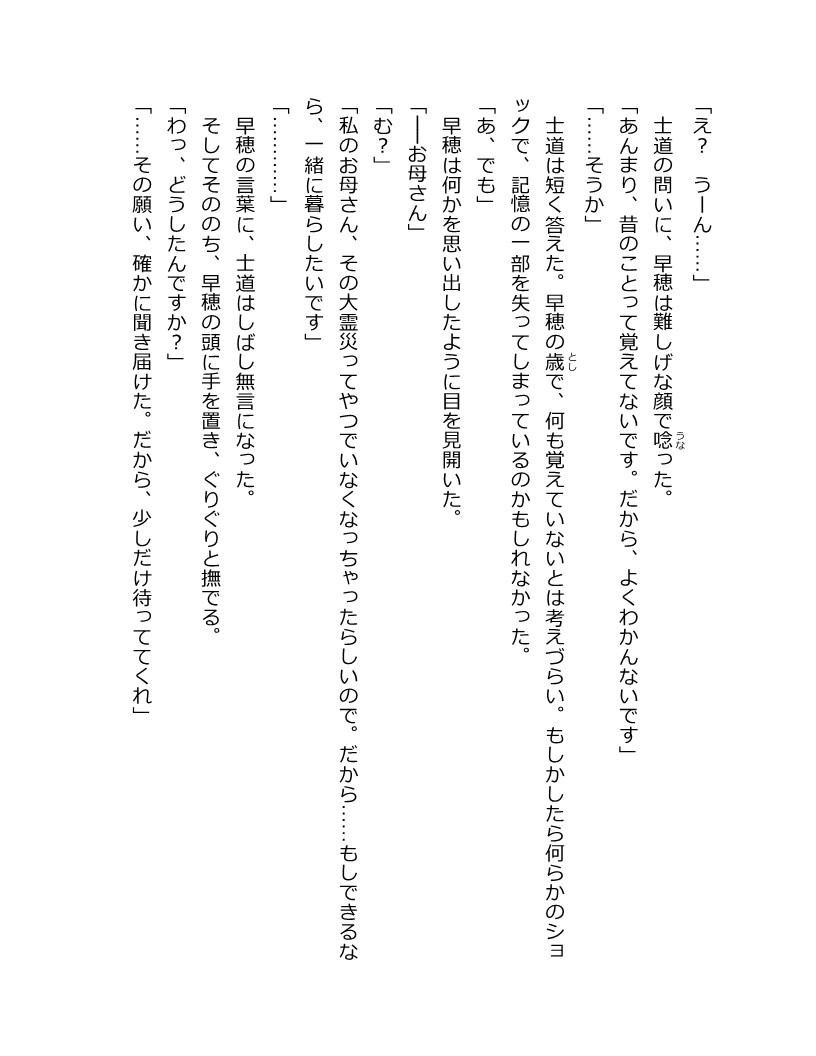 「え？　うーん……」
　士道の問いに、早穂は難しげな顔で唸った。
「あんまり、昔のことって覚えてないです。だから、よくわかんないです」
「……そうか」
　士道は短く答えた。早穂の歳で、何も覚えていないとは考えづらい。もしかしたら何らかのショ
ックで、記憶の一部を失ってしまっているのかもしれなかった。
「あ、でも」
　早穂は何かを思い出したように目を見開いた。
「──お母さん」
「む？」
「私のお母さん、その大霊災ってやつでいなくなっちゃったらしいので。だから……もしできるな
ら、一緒に暮らしたいです」
「…………」
　早穂の言葉に、士道はしばし無言になった。
　そしてそののち、早穂の頭に手を置き、ぐりぐりと撫でる。
「わっ、どうしたんですか？」
「……その願い、確かに聞き届けた。だから、少しだけ待っててくれ」